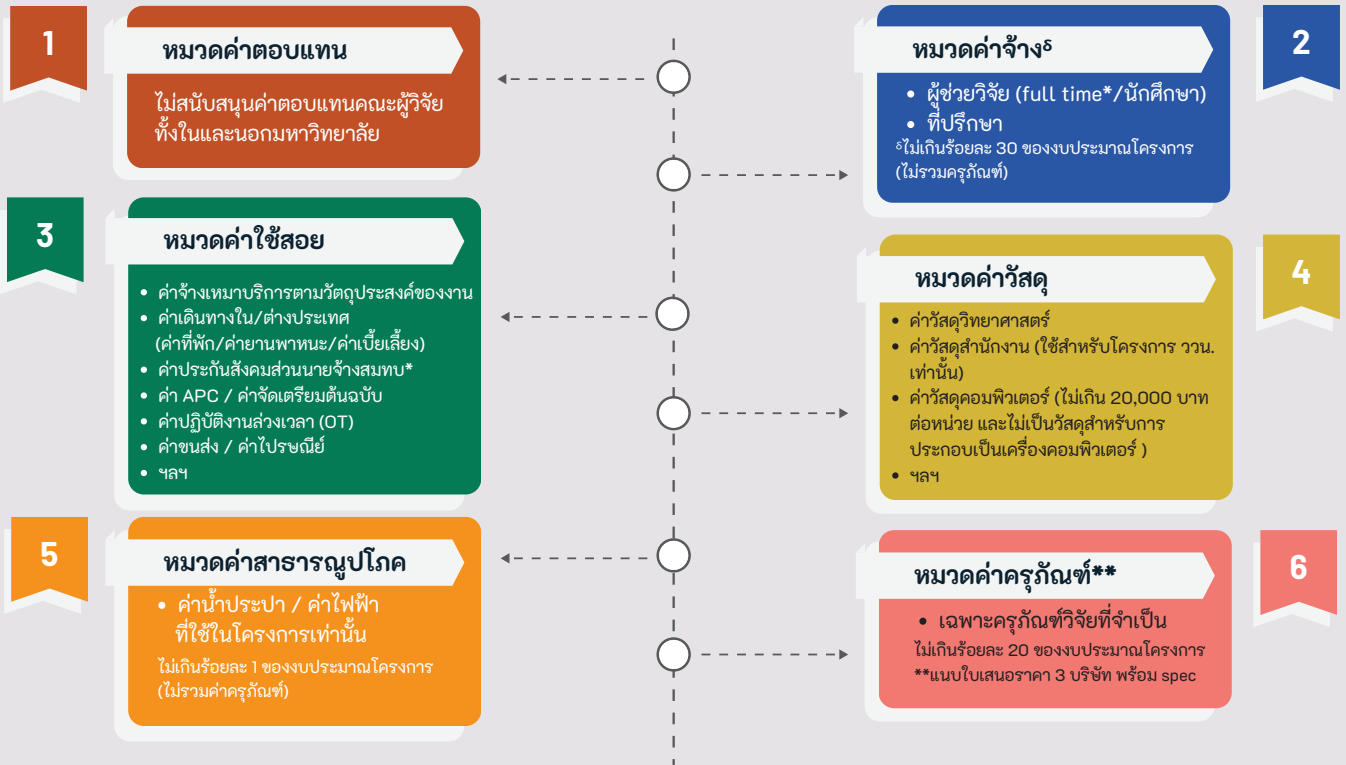 1
หมวดค่าตอบแทน
ไม่สนับสนุนค่าตอบแทนคณะผู้วิจัย
ทั้งในและนอกมหาวิทยาลัย
2
หมวดค่าจ้างᵟ
• ผู้ช่วยวิจัย (full time*/นักศึกษา)
• ที่ปรึกษา
ᵟไม่เกินร้อยละ 30 ของงบประมาณโครงการ
(ไม่รวมครุภัณฑ์)
3
หมวดค่าใช้สอย
• ค่าจ้างเหมาบริการตามวัตถุประสงค์ของงาน
• ค่าเดินทางใน/ต่างประเทศ
(ค่าที่พัก/ค่ายานพาหนะ/ค่าเบี้ยเลี้ยง)
• ค่าประกันสังคมส่วนนายจ้างสมทบ*
• ค่า APC / ค่าจัดเตรียมต้นฉบับ
• ค่าปฏิบัติงานล่วงเวลา (OT)
• ค่าขนส่ง / ค่าไปรษณีย์
• ฯลฯ
4
หมวดค่าวัสดุ
• ค่าวัสดุวิทยาศาสตร์
• ค่าวัสดุสำนักงาน (ใช้สำหรับโครงการ ววน.
เท่านั้น)
• ค่าวัสดุคอมพิวเตอร์ (ไม่เกิน 20,000 บาท
ต่อหน่วย และไม่เป็นวัสดุสำหรับการ
ประกอบเป็นเครื่องคอมพิวเตอร์ )
• ฯลฯ
5
หมวดค่าสาธารณูปโภค
• ค่าน้ำประปา / ค่าไฟฟ้า
ที่ใช้ในโครงการเท่านั้น
ไม่เกินร้อยละ 1 ของงบประมาณโครงการ
(ไม่รวมค่าครุภัณฑ์)
6
หมวดค่าครุภัณฑ์**
• เฉพาะครุภัณฑ์วิจัยที่จำเป็น
ไม่เกินร้อยละ 20 ของงบประมาณโครงการ
**แนบใบเสนอราคา 3 บริษัท พร้อม spec